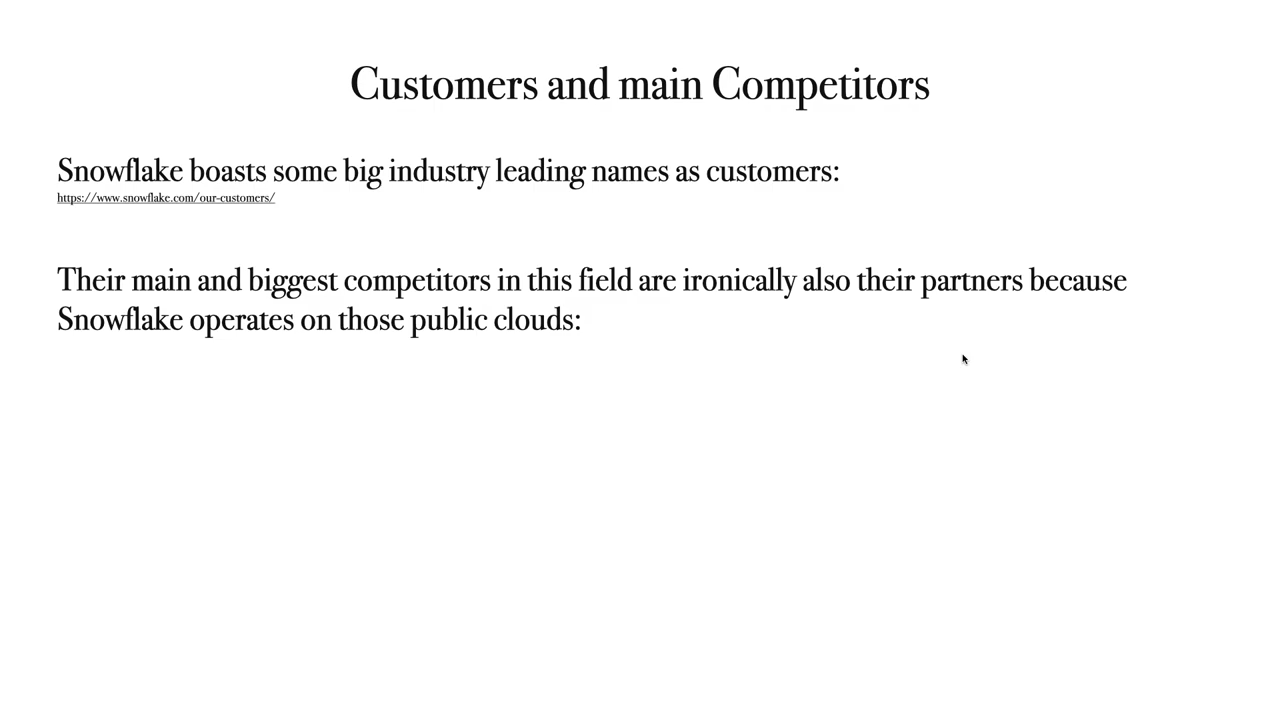 Customers and main Competitors
Snowflake boasts some big industry leading names as customers:
https://www.snowflake.com/our-customers/
Their main and biggest competitors in this field are ironically also their partners because
Snowflake operates on those public clouds: